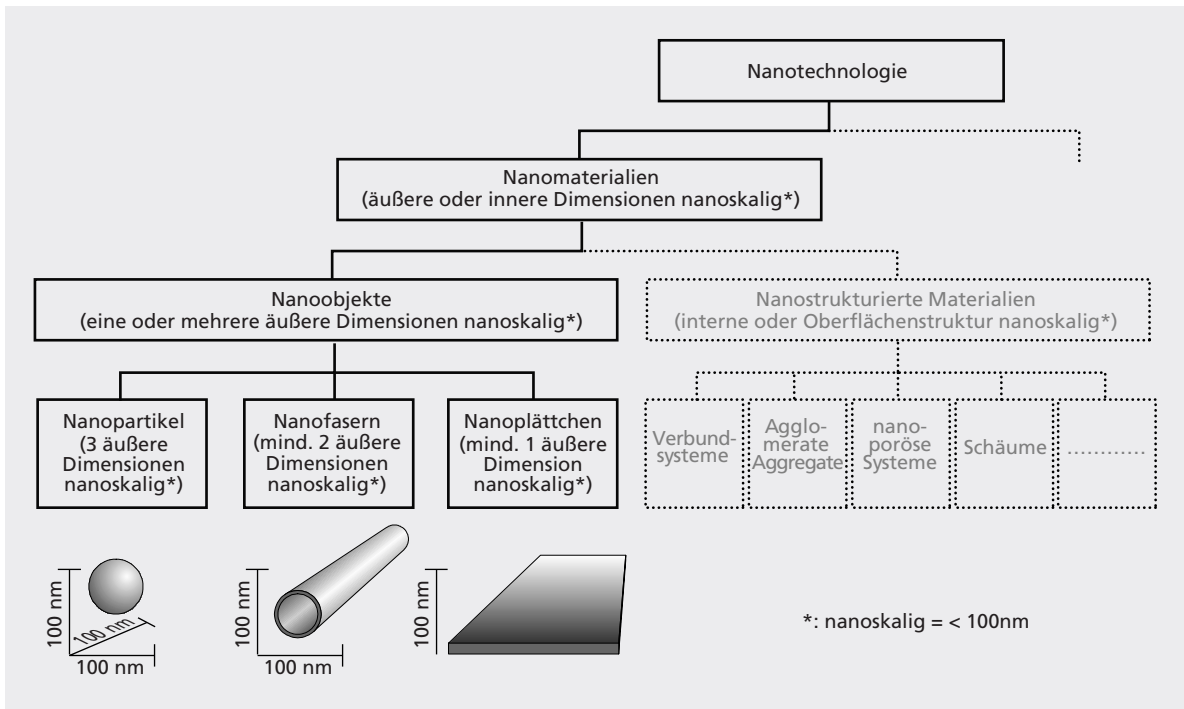 Nanotechnologie
Nanomaterialien
(äußere oder innere Dimensionen nanoskalig*)
Nanoobjekte
(eine oder mehrere äußere Dimensionen nanoskalig*)
Nanostrukturierte Materialien
(interne oder Oberflächenstruktur nanoskalig*)
Nanopartikel
(3 äußere
Dimensionen
nanoskalig*)
Nanofasern
(mind. 2 äußere
Dimensionen
nanoskalig*)
Nanoplättchen
(mind. 1 äußere
Dimension
nanoskalig*)
Verbund-
systeme
Agglo-
merate
Aggregate
nano-
poröse
Systeme
Schäume
............
100 nm
100 nm
100 nm
100 nm
100 nm
100 nm
*: nanoskalig = < 100nm